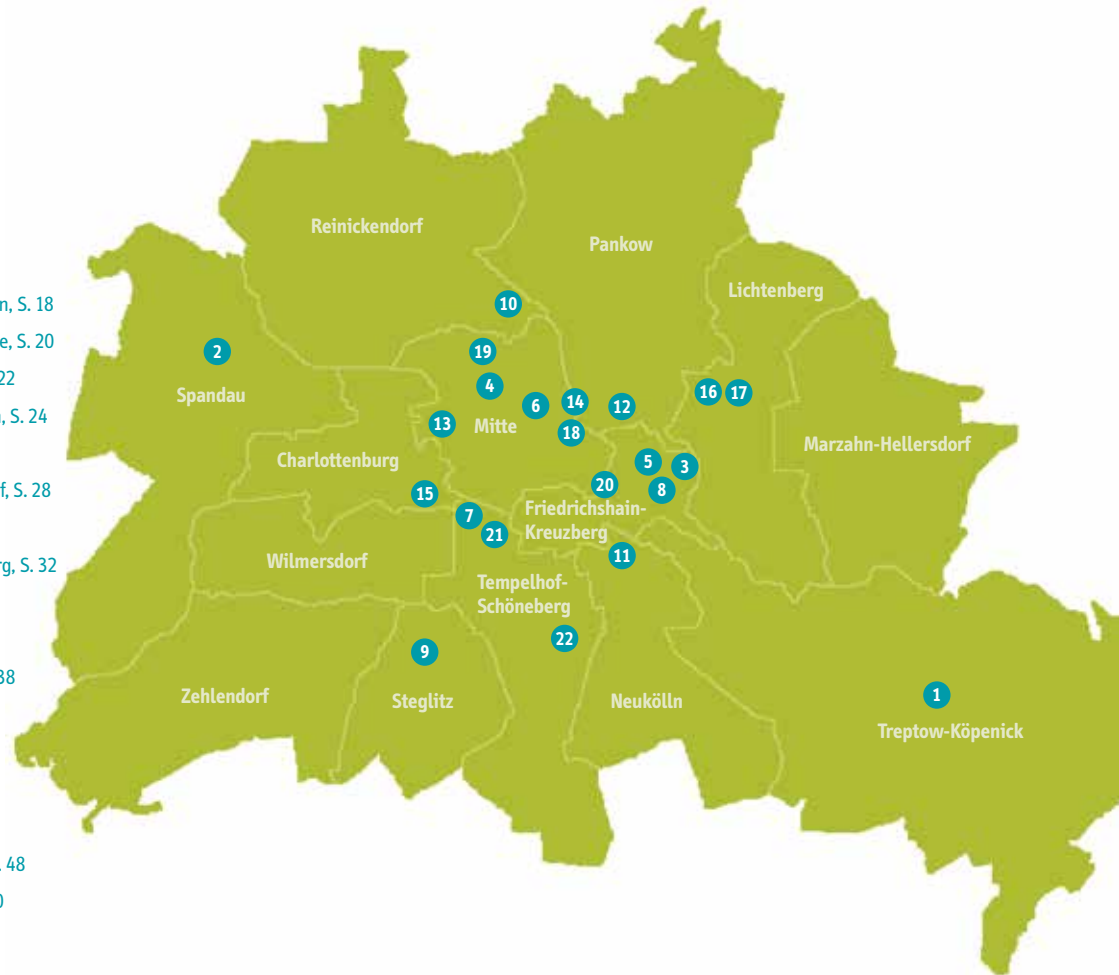 Reinickendorf
Pankow
Lichtenberg
n, S. 18
10
e, S. 20
2
19
22
4
16
17
Spandau
6
14
12
, S. 24
13
Mitte
18
Marzahn-Hellersdorf
Charlottenburg
5
3
f, S. 28
15
20
8
7
Friedrichshain-
Kreuzberg
21
11
Wilmersdorf
rg, S. 32
Tempelhof-
Schöneberg
22
9
38
Zehlendorf
Steglitz
Neukölln
1
Treptow-Köpenick
. 48
0